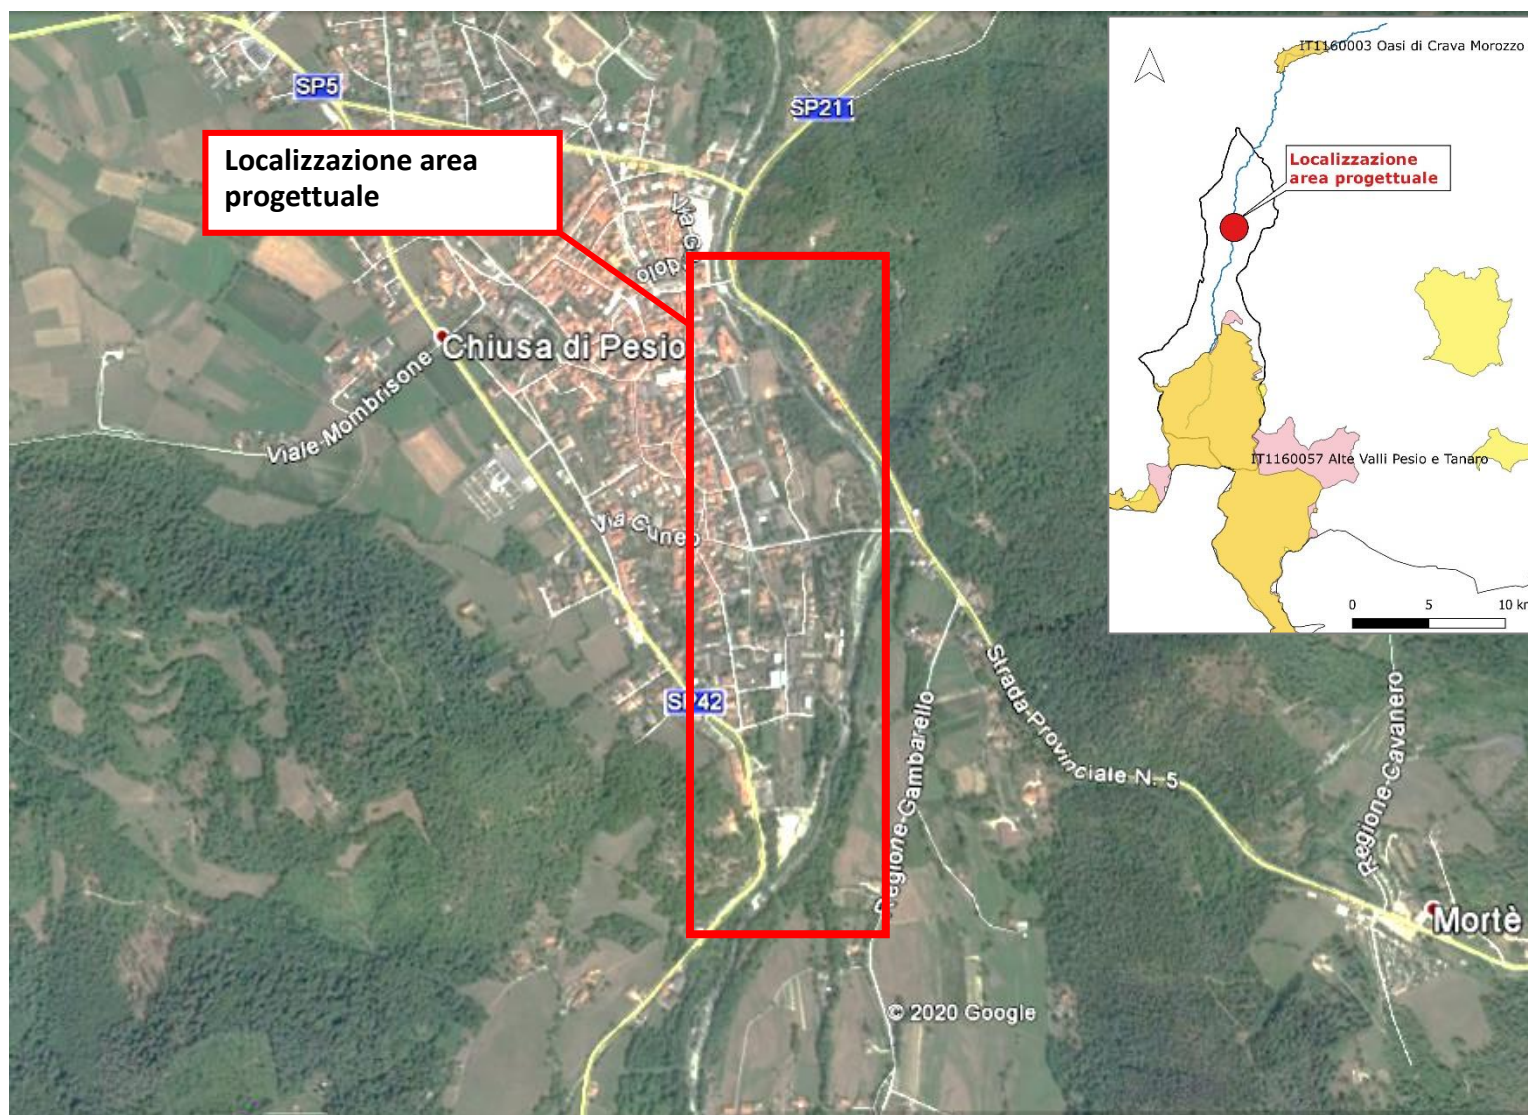 IT1160003 Oasi di Crava Morozzo
SP5
SP211
Localizzazione area
progettuale
Localizzazione
area progettuale
Chiusa di Pesio
Viale Mombrisone
IT1160057 Alte Valli Pesio e Tanaro
Via Cuneo
0 5 10 km
SP42
Strada Provinciale N. 5
Regione Gambarello
Regione Cavanero
Mortè
© 2020 Google